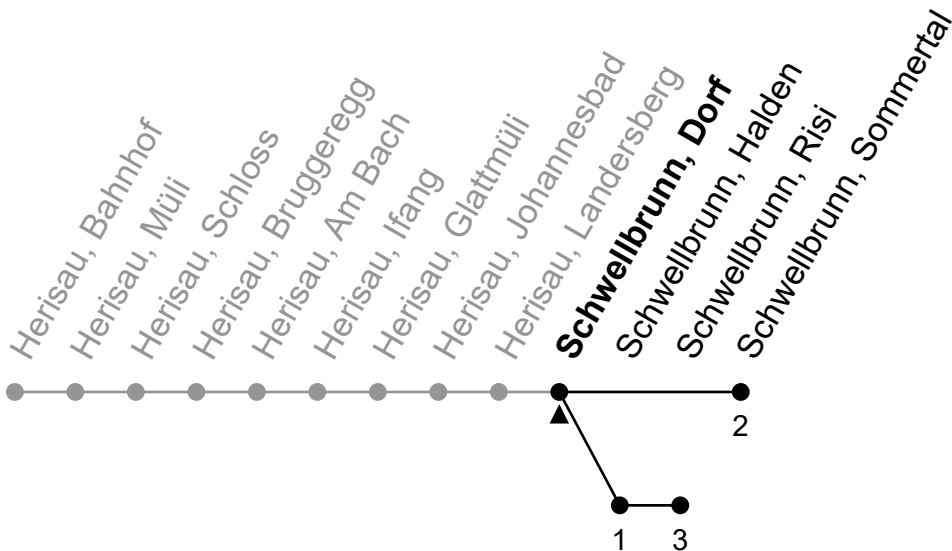 Herisau, Bahnhof
Herisau, Müli
Herisau, Schloss
Herisau, Bruggeregg
Herisau, Am Bach
Herisau, Ifang
Herisau, Glattmüli
Herisau, Johannesbad
Herisau, Landersberg
Schwellbrunn, Dorf
Schwellbrunn, Halden
Schwellbrunn, Risi
Schwellbrunn, Sommertal
2
1
3